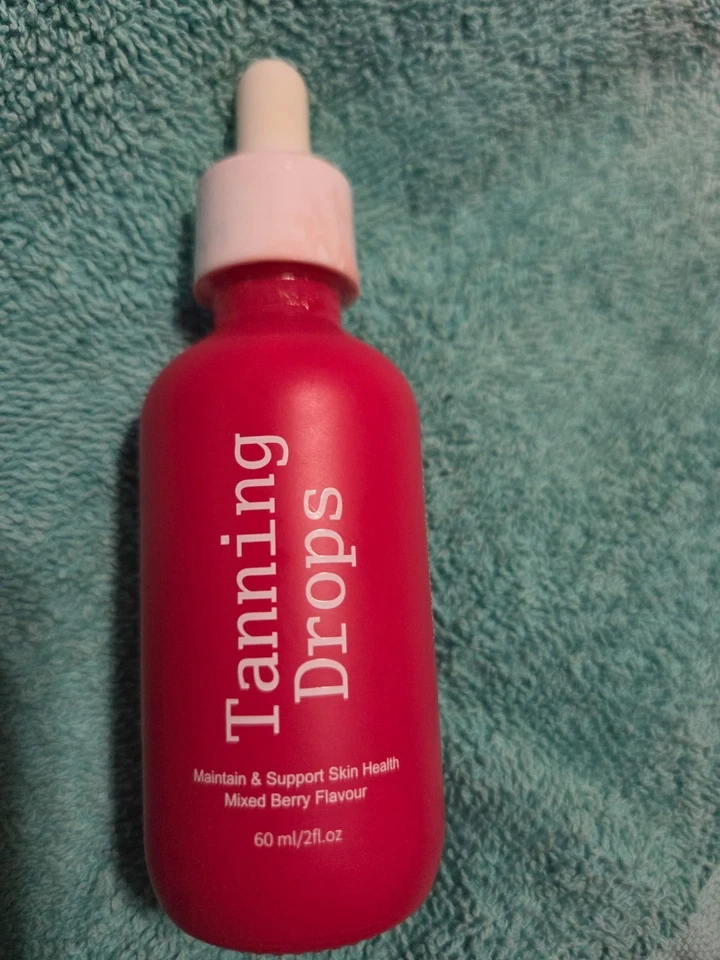 Tanning
Drops
Maintain & Support Skin Health
Mixed Berry Flavour
60 ml/2fl.oz